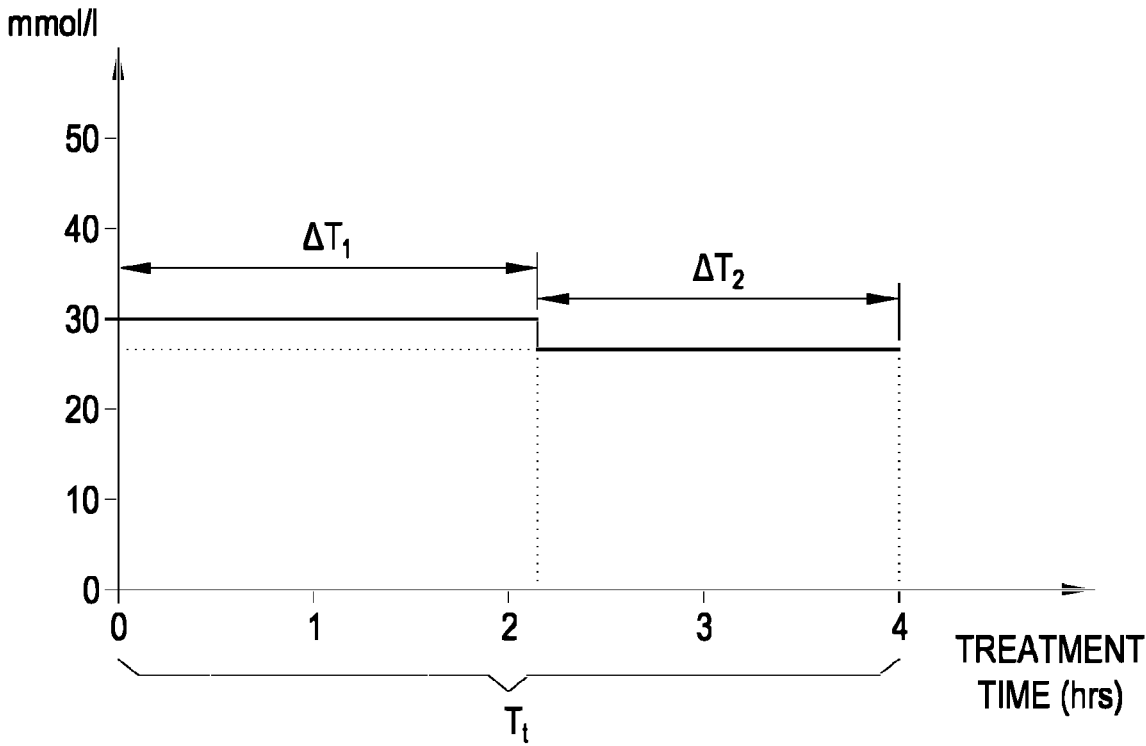 mmol/l
50
40
ΔT₁
ΔT₂
30
20
10
0
0 1 2 3 4
TREATMENT
TIME (hrs)
Tₜ